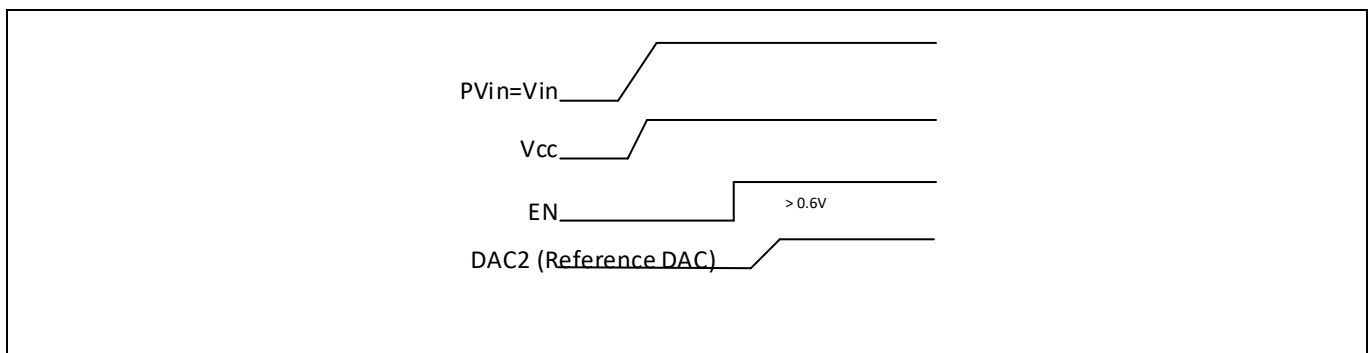 PVin=Vin
Vcc
EN
> 0.6V
DAC2 (Reference DAC)